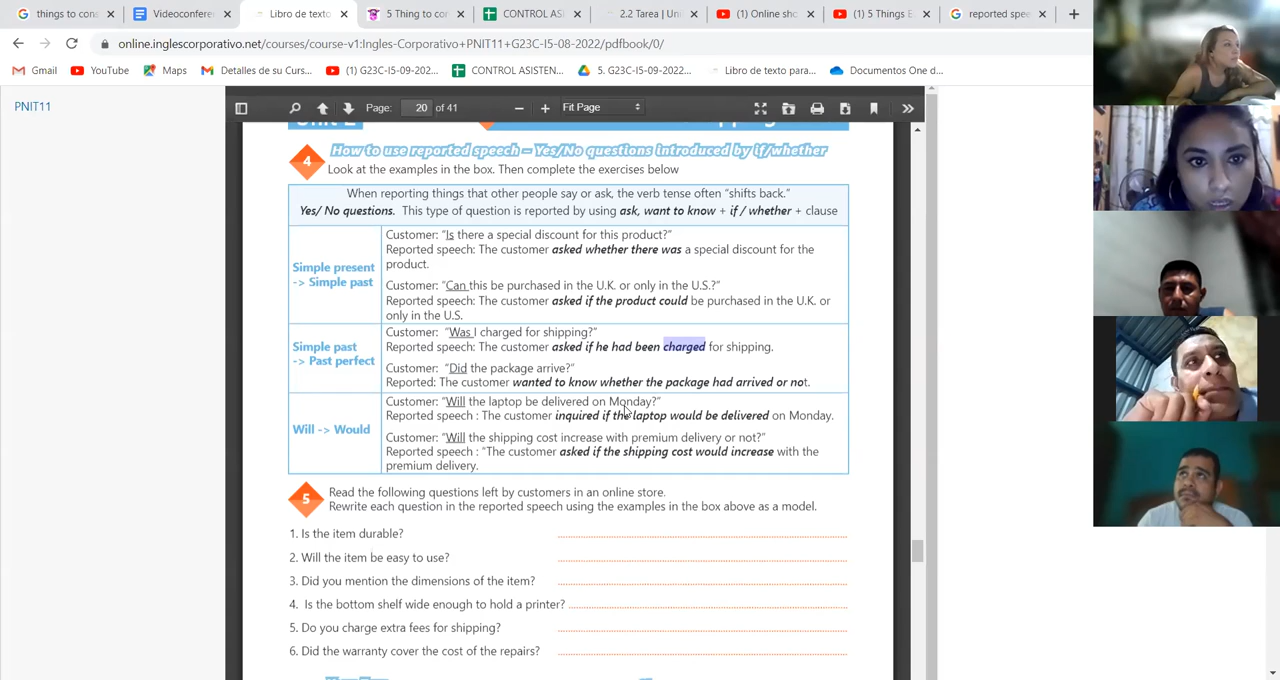 things to cons
Videoconferen
Libro de texto
5 Thing to con
CONTROL ASI
2.2 Tarea | Uni
(1) Online sho
(1) 5 Things E
reported spee
online.inglescorporativo.net/courses/course-v1:Ingles-Corporativo+PNIT11+G23C-I5-08-2022/pdfbook/0/
Gmail
YouTube
Maps
Detalles de su Curs...
(1) G23C-I5-09-202...
CONTROL ASISTEN...
5. G23C-I5-09-2022...
Libro de texto para...
Documentos One d...
PNIT11
Page: 20 of 41
Fit Page
4 How to use reported speech – Yes/No questions introduced by if/whether
Look at the examples in the box. Then complete the exercises below
When reporting things that other people say or ask, the verb tense often "shifts back."
Yes/ No questions. This type of question is reported by using ask, want to know + if / whether + clause
Simple present
-> Simple past
Customer: "Is there a special discount for this product?"
Reported speech: The customer asked whether there was a special discount for the
product.
Customer: "Can this be purchased in the U.K. or only in the U.S.?"
Reported speech: The customer asked if the product could be purchased in the U.K. or
only in the U.S.
Simple past
-> Past perfect
Customer: "Was I charged for shipping?"
Reported speech: The customer asked if he had been charged for shipping.
Customer: "Did the package arrive?"
Reported: The customer wanted to know whether the package had arrived or not.
Will -> Would
Customer: "Will the laptop be delivered on Monday?"
Reported speech : The customer inquired if the laptop would be delivered on Monday.
Customer: "Will the shipping cost increase with premium delivery or not?"
Reported speech : "The customer asked if the shipping cost would increase with the
premium delivery.
5 Read the following questions left by customers in an online store.
Rewrite each question in the reported speech using the examples in the box above as a model.
1. Is the item durable?
2. Will the item be easy to use?
3. Did you mention the dimensions of the item?
4. Is the bottom shelf wide enough to hold a printer?
5. Do you charge extra fees for shipping?
6. Did the warranty cover the cost of the repairs?